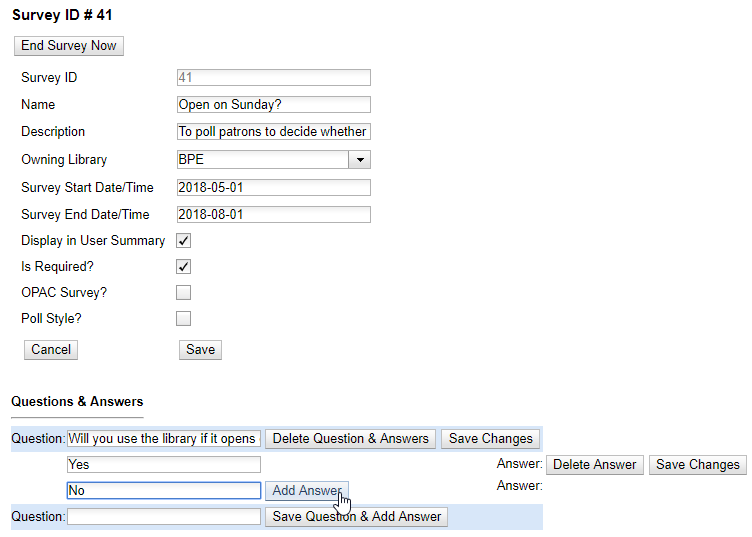 Survey ID # 41
End Survey Now
Survey ID 41
Name Open on Sunday?
Description To poll patrons to decide whether
Owning Library BPE
Survey Start Date/Time 2018-05-01
Survey End Date/Time 2018-08-01
Display in User Summary
Is Required?
OPAC Survey?
Poll Style?
Cancel Save
Questions & Answers
Question: Will you use the library if it opens Delete Question & Answers Save Changes
Yes Answer: Delete Answer Save Changes
No Add Answer Answer:
Question: Save Question & Add Answer